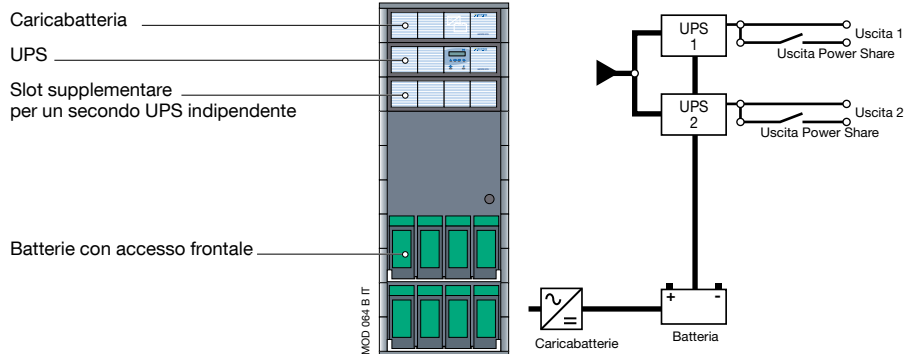 Caricabatteria
UPS
Slot supplementare
per un secondo UPS indipendente
Batterie con accesso frontale
MOD 064 B IT
UPS
1
Uscita 1
Uscita Power Share
UPS
2
Uscita 2
Uscita Power Share
+ -
Batteria
Caricabatterie